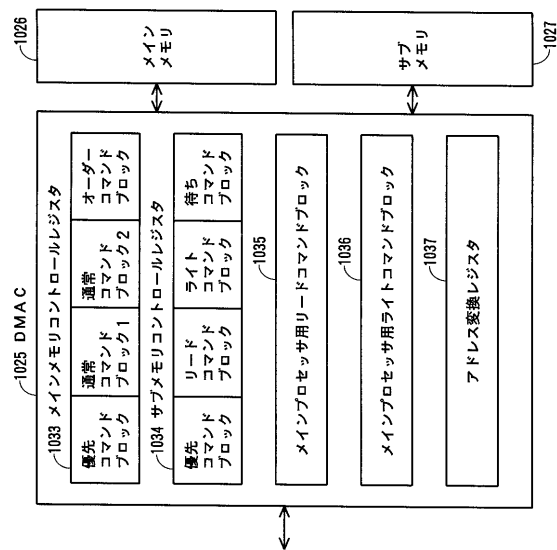 1025 DMAC
1033 メインメモリコントロールレジスタ
優先
コマンド
ブロック
通常
コマンド
ブロック1
通常
コマンド
ブロック2
オーダー
コマンド
ブロック
1034 サブメモリコントロールレジスタ
優先
コマンド
ブロック
リード
コマンド
ブロック
ライト
コマンド
ブロック
待ち
コマンド
ブロック
1035
メインプロセッサ用リードコマンドブロック
1036
メインプロセッサ用ライトコマンドブロック
1037
アドレス変換レジスタ
1026
メイン
メモリ
サブ
メモリ
1027